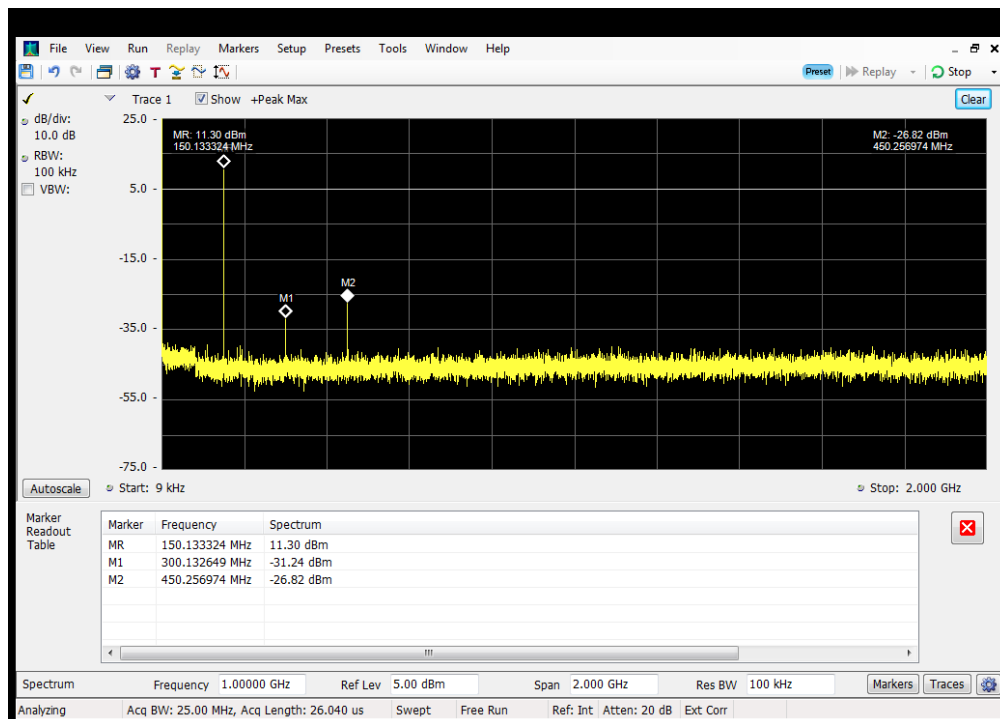 File View Run Replay Markers Setup Presets Tools Window Help
T Preset Replay Stop
Trace 1 Show +Peak Max Clear
dB/div:
10.0 dB
RBW:
100 kHz
VBW:
25.0 -
5.0 -
-15.0 -
-35.0 -
-55.0 -
-75.0 -
MR: 11.30 dBm
150.133324 MHz
M2: -26.82 dBm
450.256974 MHz
M1
M2
Autoscale Start: 9 kHz Stop: 2.000 GHz
Marker
Readout
Table
Marker Frequency Spectrum
MR 150.133324 MHz 11.30 dBm
M1 300.132649 MHz -31.24 dBm
M2 450.256974 MHz -26.82 dBm
Spectrum Frequency 1.00000 GHz Ref Lev 5.00 dBm Span 2.000 GHz Res BW 100 kHz Markers Traces
Analyzing Acq BW: 25.00 MHz, Acq Length: 26.040 us Swept Free Run Ref: Int Atten: 20 dB Ext Corr